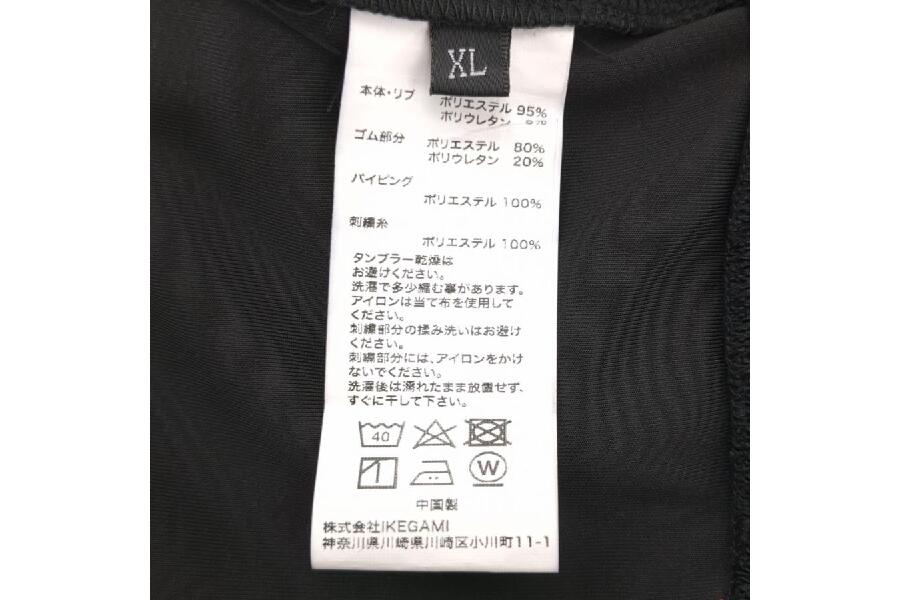 XL
本体・リブ ポリエステル 95%
ポリウレタン 5%
ゴム部分 ポリエステル 80%
ポリウレタン 20%
パイピング
ポリエステル 100%
刺繍糸
ポリエステル 100%
タンブラー乾燥は
お避けください。
洗濯で多少縮む事があります。
アイロンは当て布を使用して
ください。
刺繍部分の揉み洗いはお避け
ください。
刺繍部分には、アイロンをかけ
ないでください。
洗濯後は濡れたまま放置せず、
すぐに干して下さい。
40
W
中国製
株式会社IKEGAMI
神奈川県川崎県川崎区小川町11-1